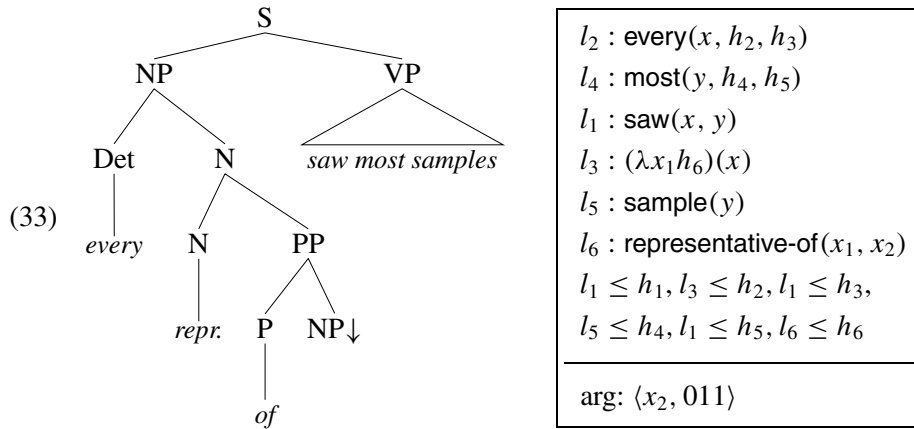 S
NP VP
Det N saw most samples
(33)
every N PP
repr. P NP↓
of
l₂ : every(x, h₂, h₃)
l₄ : most(y, h₄, h₅)
l₁ : saw(x, y)
l₃ : (λx₁h₆)(x)
l₅ : sample(y)
l₆ : representative-of(x₁, x₂)
l₁ ≤ h₁, l₃ ≤ h₂, l₁ ≤ h₃,
l₅ ≤ h₄, l₁ ≤ h₅, l₆ ≤ h₆
arg: ⟨x₂, 011⟩